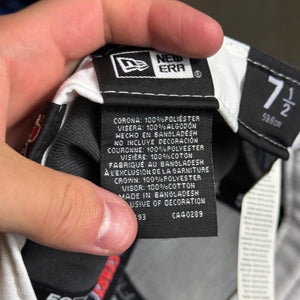 NEW
ERA
CORONA: 100%POLIÉSTER
VISERA: 100%ALGODÓN
HECHO EN BANGLADESH
NO INCLUYE DECORACIÓN
COURONNE: 100%POLYESTER
VISIÈRE: 100%COTON
FABRIQUÉ AU BANGLADESH
À L'EXCLUSION DE LA GARNITURE
CROWN: 100%POLYESTER
VISOR: 100%COTTON
MADE IN BANGLADESH
EXCLUSIVE OF DECORATION
CA40289
7 1/2
59.6cm